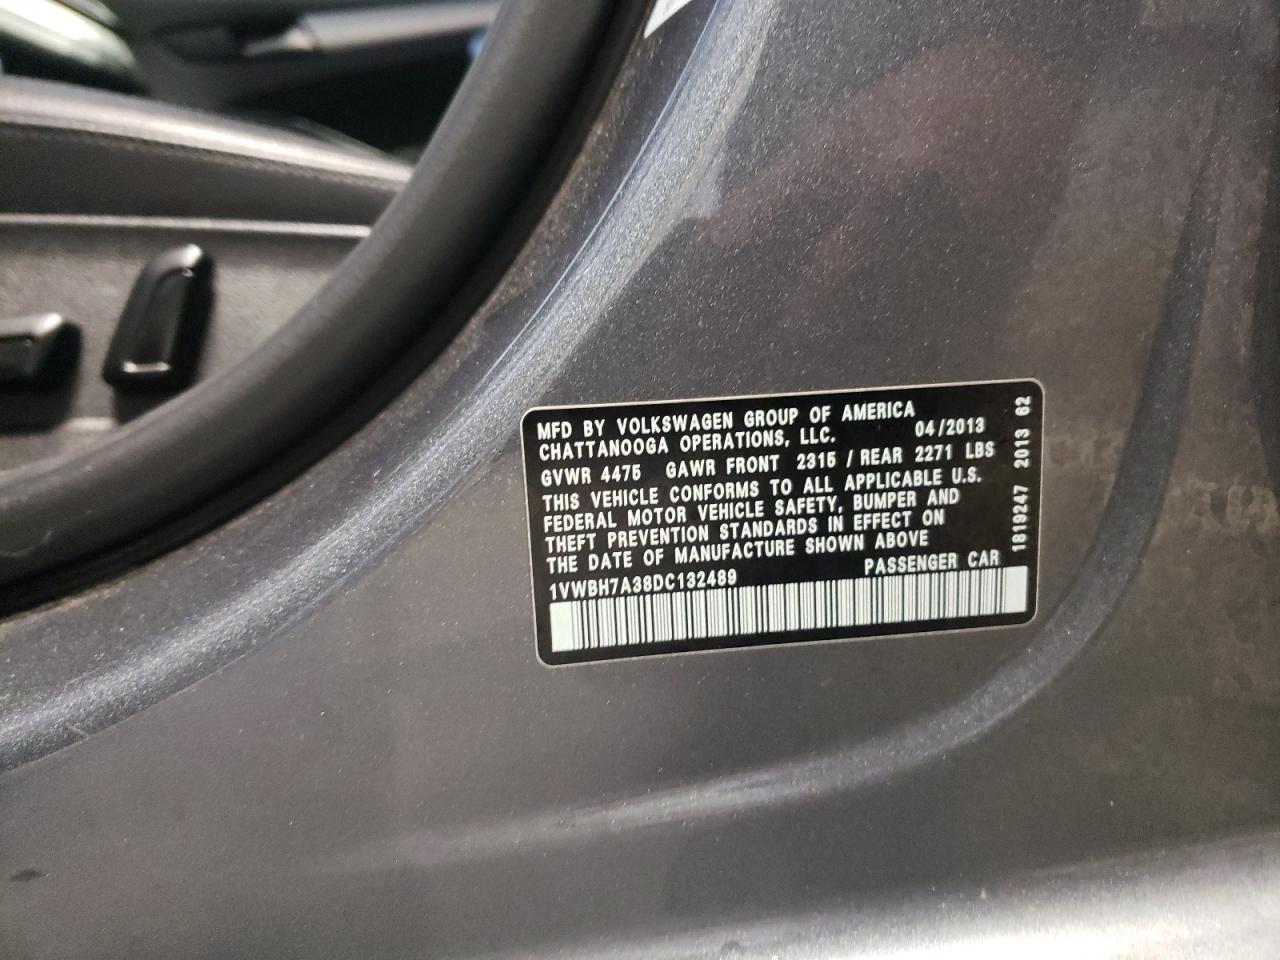 MFD BY VOLKSWAGEN GROUP OF AMERICA
CHATTANOOGA OPERATIONS, LLC. 04/2013
GVWR 4475 GAWR FRONT 2315 / REAR 2271 LBS
THIS VEHICLE CONFORMS TO ALL APPLICABLE U.S.
FEDERAL MOTOR VEHICLE SAFETY, BUMPER AND
THEFT PREVENTION STANDARDS IN EFFECT ON
THE DATE OF MANUFACTURE SHOWN ABOVE
1VWBH7A38DC132489 PASSENGER CAR
1819247 2013 62